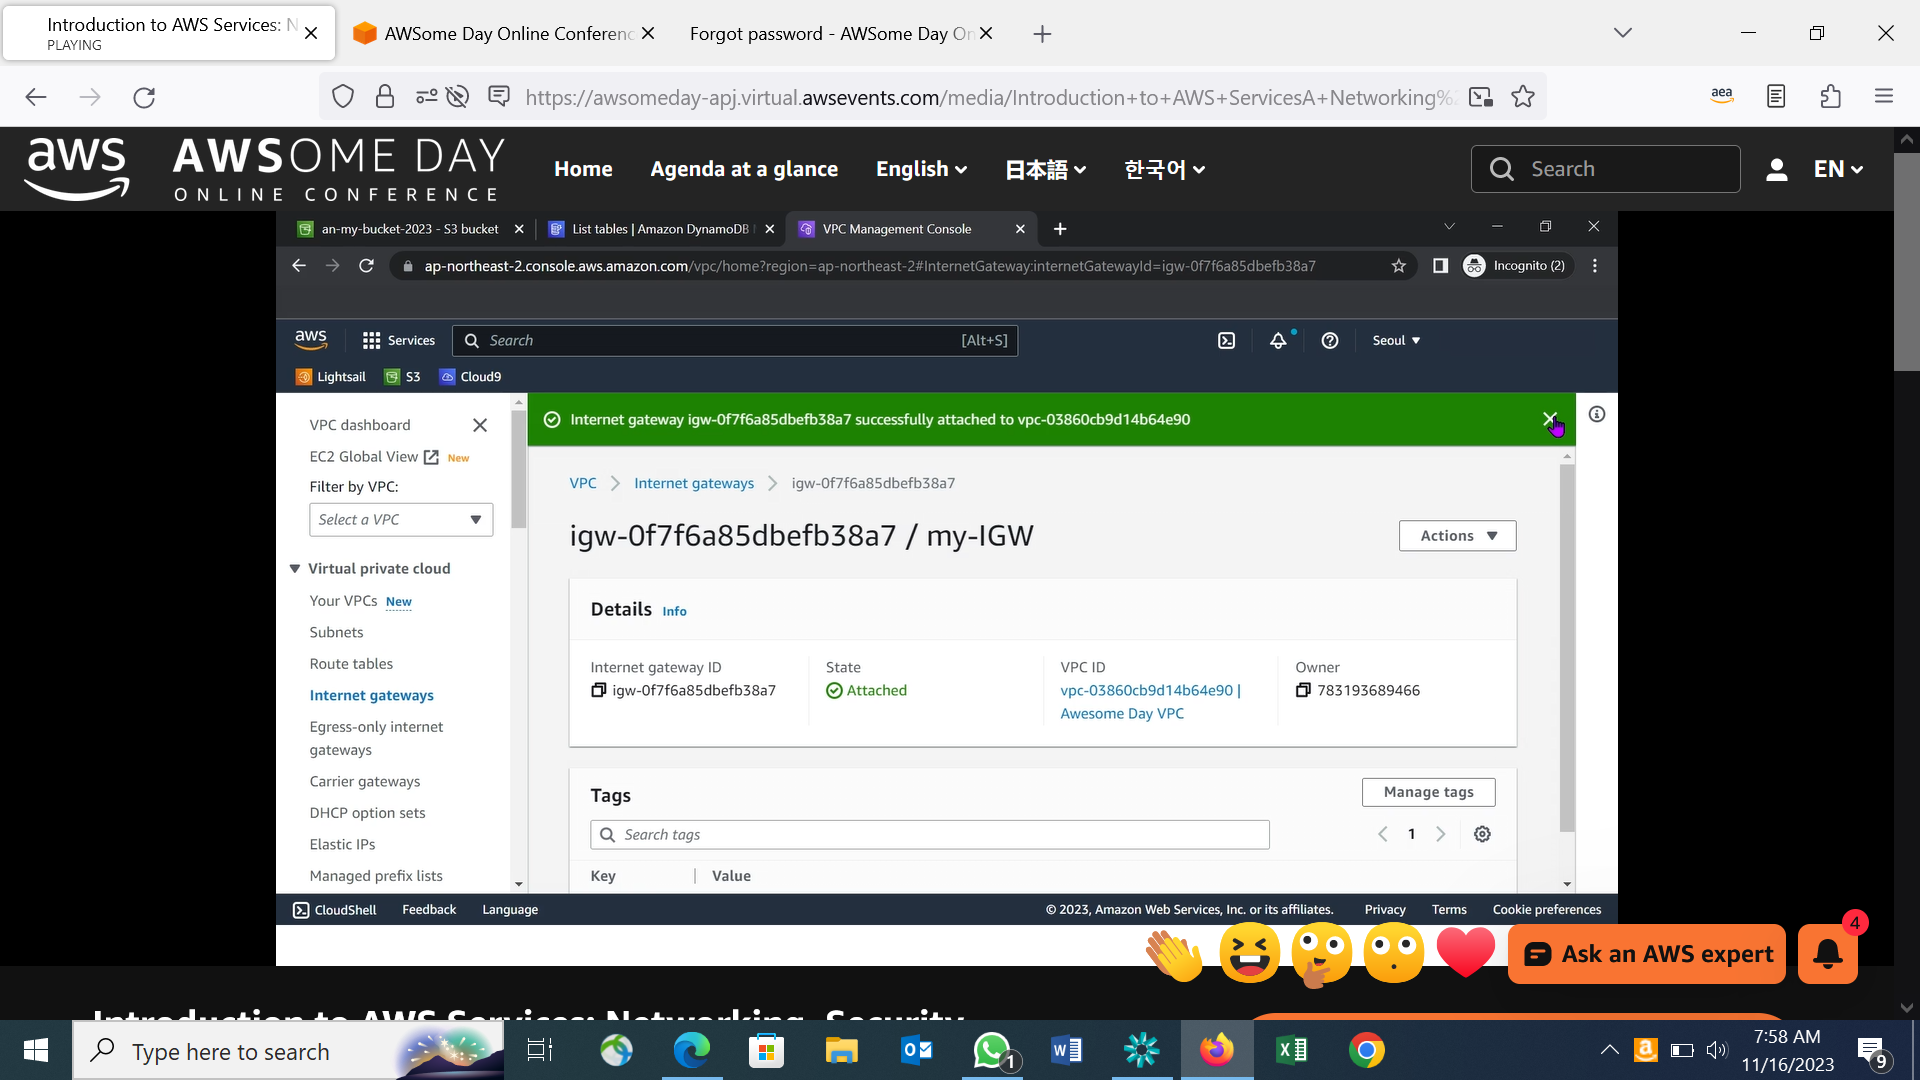 Introduction to AWS Services: N
PLAYING
AWSome Day Online Conferenc
Forgot password - AWSome Day On
https://awsomeday-apj.virtual.awsevents.com/media/Introduction+to+AWS+ServicesA+Networking%
aea
aws
AWSOME DAY
ONLINE CONFERENCE
Home
Agenda at a glance
English
日本語
한국어
Search
EN
an-my-bucket-2023 - S3 bucket
List tables | Amazon DynamoDB
VPC Management Console
ap-northeast-2.console.aws.amazon.com/vpc/home?region=ap-northeast-2#InternetGateway:internetGatewayId=igw-0f7f6a85dbefb38a7
Incognito (2)
aws
Services
Search
[Alt+S]
Seoul
Lightsail
S3
Cloud9
VPC dashboard
EC2 Global View
New
Filter by VPC:
Select a VPC
Virtual private cloud
Your VPCs New
Subnets
Route tables
Internet gateways
Egress-only internet
gateways
Carrier gateways
DHCP option sets
Elastic IPs
Managed prefix lists
Internet gateway igw-0f7f6a85dbefb38a7 successfully attached to vpc-03860cb9d14b64e90
VPC
Internet gateways
igw-0f7f6a85dbefb38a7
igw-0f7f6a85dbefb38a7 / my-IGW
Actions
Details Info
Internet gateway ID
igw-0f7f6a85dbefb38a7
State
Attached
VPC ID
vpc-03860cb9d14b64e90 |
Awesome Day VPC
Owner
783193689466
Tags
Manage tags
Search tags
1
Key
Value
CloudShell
Feedback
Language
© 2023, Amazon Web Services, Inc. or its affiliates.
Privacy
Terms
Cookie preferences
Ask an AWS expert
4
Introduction to AWS Services: Networking, Security
Type here to search
1
7:58 AM
11/16/2023
9